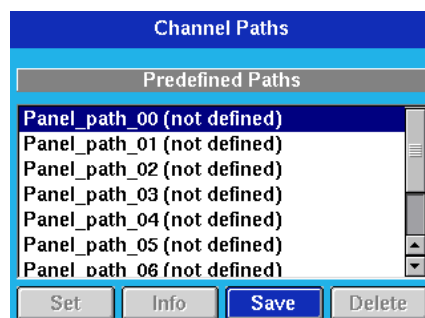 Channel Paths
Predefined Paths
Panel_path_00 (not defined)
Panel_path_01 (not defined)
Panel_path_02 (not defined)
Panel_path_03 (not defined)
Panel_path_04 (not defined)
Panel_path_05 (not defined)
Panel_path_06 (not defined)
Set Info Save Delete